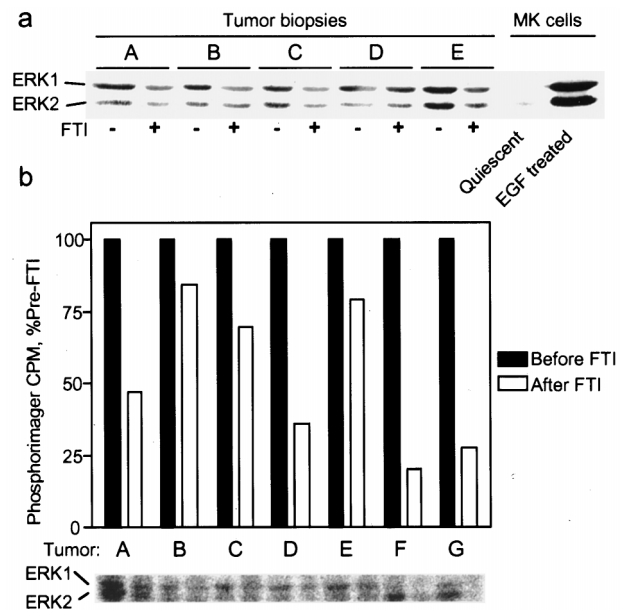 a
Tumor biopsies
MK cells
A B C D E
ERK1
ERK2
FTI - + - + - + - + - +
Quiescent
EGF treated
b
Phosphorimager CPM, %Pre-FTI
100
75
50
25
0
Before FTI
After FTI
Tumor: A B C D E F G
ERK1
ERK2